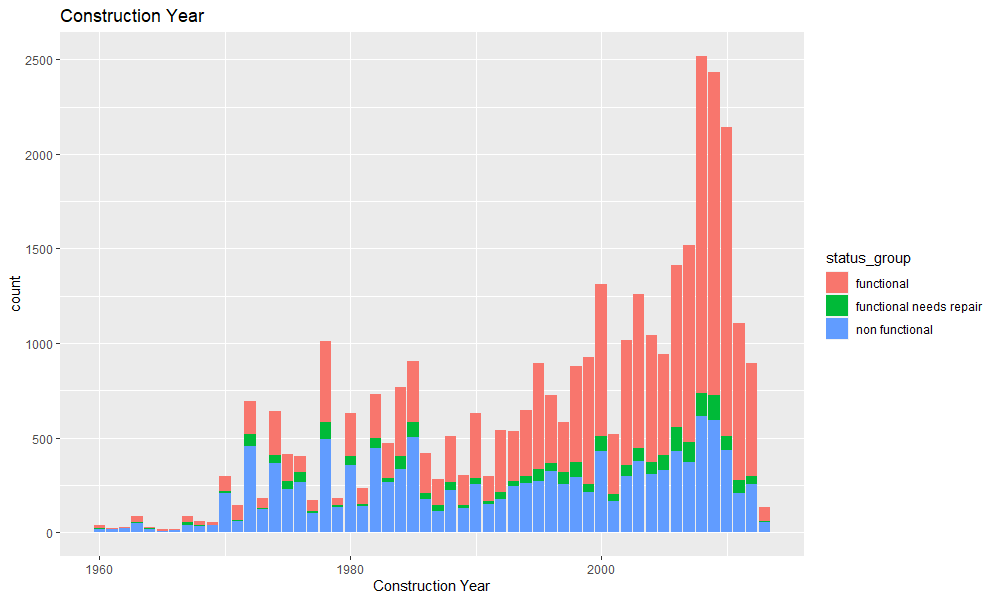 Construction Year
2500
2000
1500
1000
500
0
count
1960
1980
2000
Construction Year
status_group
functional
functional needs repair
non functional